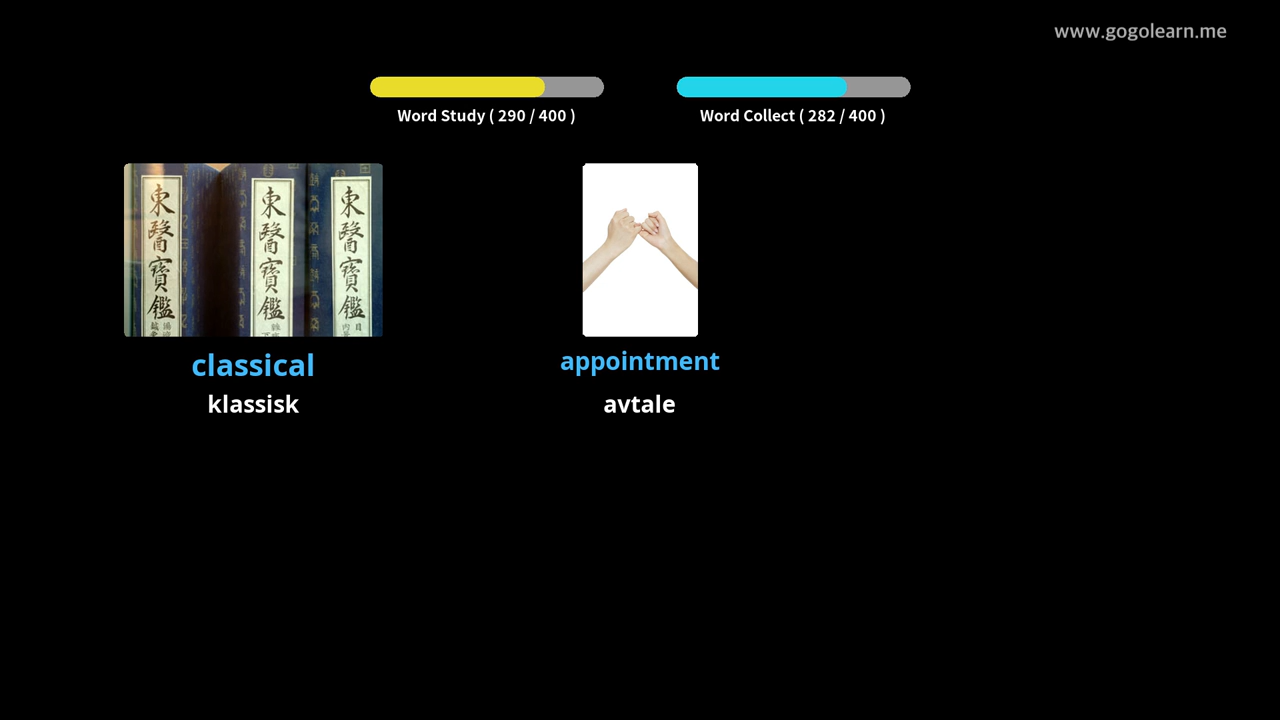 www.gogolearn.me
Word Study ( 290 / 400 )
Word Collect ( 282 / 400 )
東醫寶鑑
東醫寶鑑
東醫寶鑑
classical
klassisk
appointment
avtale